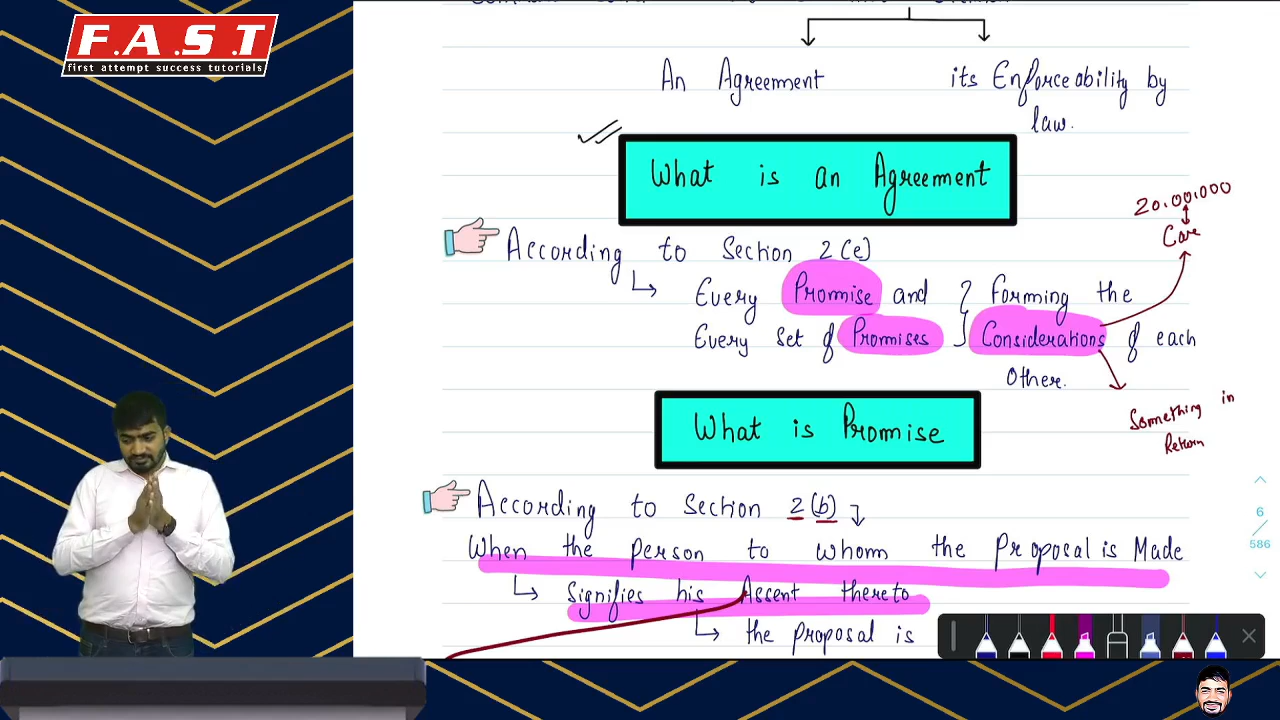 F.A.S.T
first attempt success tutorials
An Agreement
its Enforceability by
law.
What is an Agreement
20,00,000
Care
According to Section 2(e)
Every Promise and
Every set of Promises
Forming the
Considerations of each
Other.
Something in
Return
What is Promise
According to Section 2(b)
When the Person to whom the Proposal is Made
Signifies his Assent thereto
the proposal is
6
586